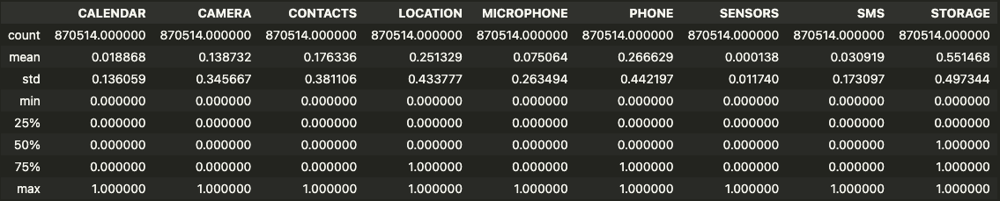 CALENDAR CAMERA CONTACTS LOCATION MICROPHONE PHONE SENSORS SMS STORAGE
count 870514.000000 870514.000000 870514.000000 870514.000000 870514.000000 870514.000000 870514.000000 870514.000000 870514.000000
mean 0.018868 0.138732 0.176336 0.251329 0.075064 0.266629 0.000138 0.030919 0.551468
std 0.136059 0.345667 0.381106 0.433777 0.263494 0.442197 0.011740 0.173097 0.497344
min 0.000000 0.000000 0.000000 0.000000 0.000000 0.000000 0.000000 0.000000 0.000000
25% 0.000000 0.000000 0.000000 0.000000 0.000000 0.000000 0.000000 0.000000 0.000000
50% 0.000000 0.000000 0.000000 0.000000 0.000000 0.000000 0.000000 0.000000 1.000000
75% 0.000000 0.000000 0.000000 1.000000 0.000000 1.000000 0.000000 0.000000 1.000000
max 1.000000 1.000000 1.000000 1.000000 1.000000 1.000000 1.000000 1.000000 1.000000